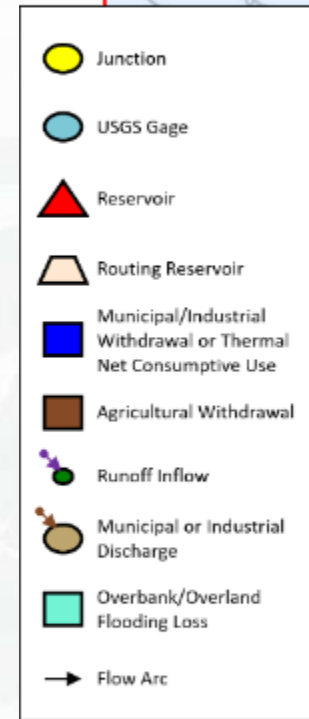 Junction
USGS Gage
Reservoir
Routing Reservoir
Municipal/Industrial
Withdrawal or Thermal
Net Consumptive Use
Agricultural Withdrawal
Runoff Inflow
Municipal or Industrial
Discharge
Overbank/Overland
Flooding Loss
Flow Arc